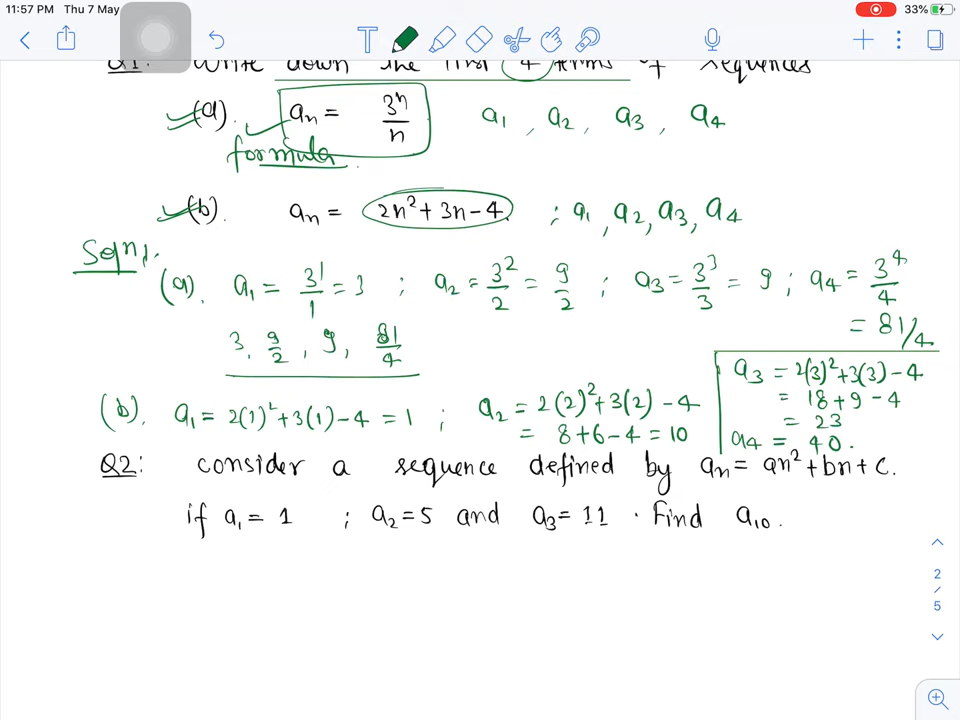 11:57 PM Thu 7 May
33%
T
Q1: Write down the first 4 terms of sequences
(a). aₙ = 3ⁿ/n a₁ , a₂ , a₃ , a₄
formula.
(b). aₙ = 2n² + 3n - 4. ; a₁ , a₂ , a₃ , a₄
Solⁿ:
(a). a₁ = 3¹/1 = 3 ; a₂ = 3²/2 = 9/2 ; a₃ = 3³/3 = 9 ; a₄ = 3⁴/4
= 81/4.
3, 9/2 , 9, 81/4
(b). a₁ = 2(1)² + 3(1) - 4 = 1 ; a₂ = 2(2)² + 3(2) - 4
= 8 + 6 - 4 = 10
a₃ = 2(3)² + 3(3) - 4
= 18 + 9 - 4
= 23
a₄ = 40.
Q2: consider a sequence defined by aₙ = an² + bn + c.
if a₁ = 1 ; a₂ = 5 and a₃ = 11 . Find a₁₀.
2
/
5